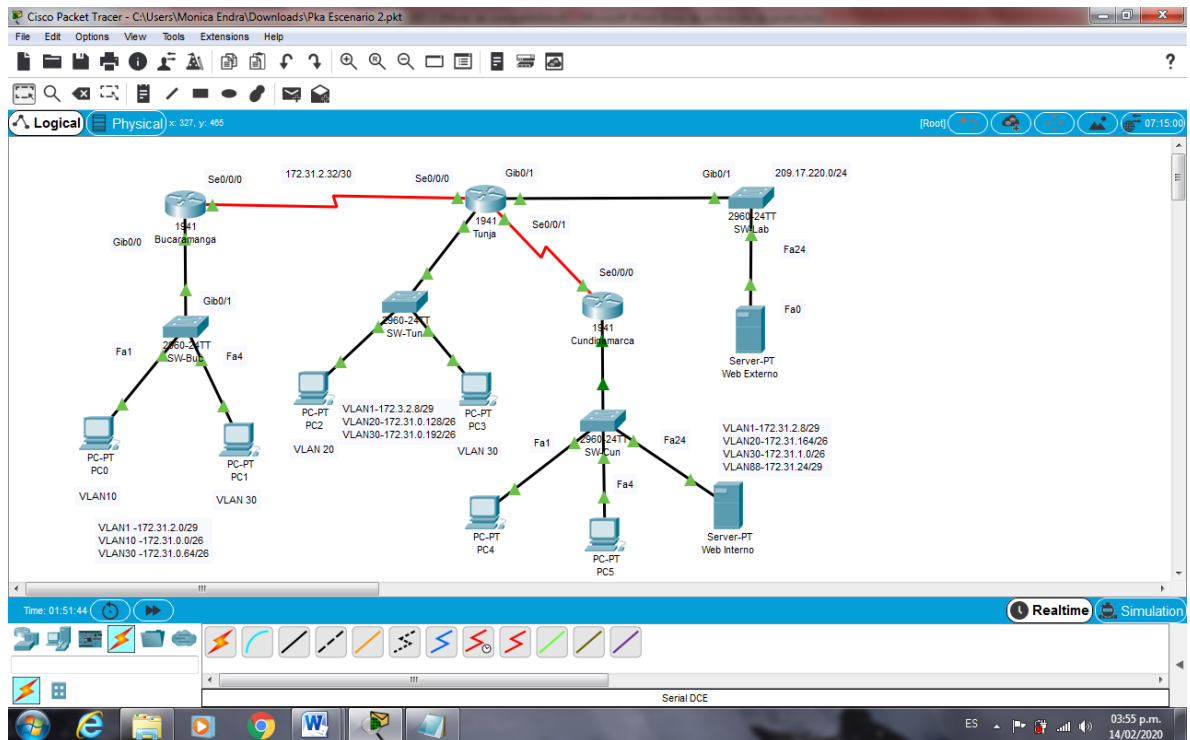 Cisco Packet Tracer - C:\Users\Monica Endra\Downloads\Pka Escenario 2.pkt
File Edit Options View Tools Extensions Help
?
Logical Physical x: 327, y: 465 [Root] 07:15:00
Se0/0/0
172.31.2.32/30
Se0/0/0
Gib0/1
Gib0/1
209.17.220.0/24
1941
Bucaramanga
Gib0/0
1941
Tunja
Se0/0/1
2960-24TT
SW-Lab
Fa24
Se0/0/0
Gib0/1
2960-24TT
SW-Buc
Fa1
Fa4
2960-24TT
SW-Tun
1941
Cundinamarca
Fa0
Server-PT
Web Externo
PC-PT
PC2
VLAN 20
VLAN1-172.3.2.8/29
VLAN20-172.31.0.128/26
VLAN30-172.31.0.192/26
PC-PT
PC3
VLAN 30
PC-PT
PC0
VLAN10
PC-PT
PC1
VLAN 30
VLAN1 -172.31.2.0/29
VLAN10 -172.31.0.0/26
VLAN30 -172.31.0.64/26
Fa1
2960-24TT
SW-Cun
Fa24
Fa4
VLAN1-172.31.2.8/29
VLAN20-172.31.164/26
VLAN30-172.31.1.0/26
VLAN88-172.31.24/29
PC-PT
PC4
PC-PT
PC5
Server-PT
Web Interno
Time: 01:51:44 Realtime Simulation
Serial DCE
ES 03:55 p.m.
14/02/2020